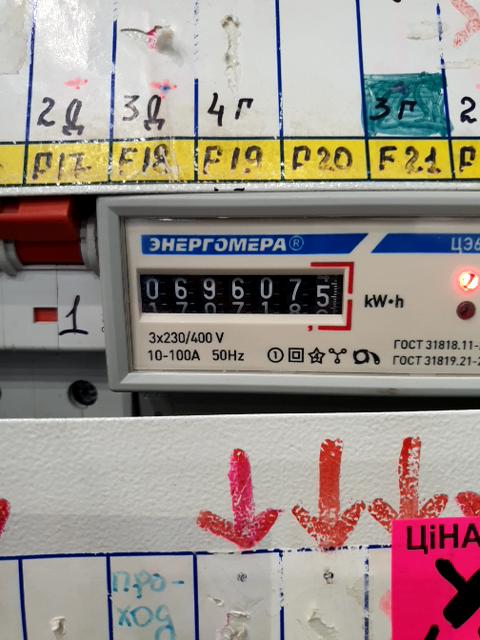 2д 3д 4г 3г 2
F17 F18 F19 F20 F21 F
ЭНЕРГОМЕРА® ЦЭ6
0696075
kW•h
1
3x230/400 V
10-100A 50Hz
ГОСТ 31818.11-
ГОСТ 31819.21-2
ЦіНА
про-
ход